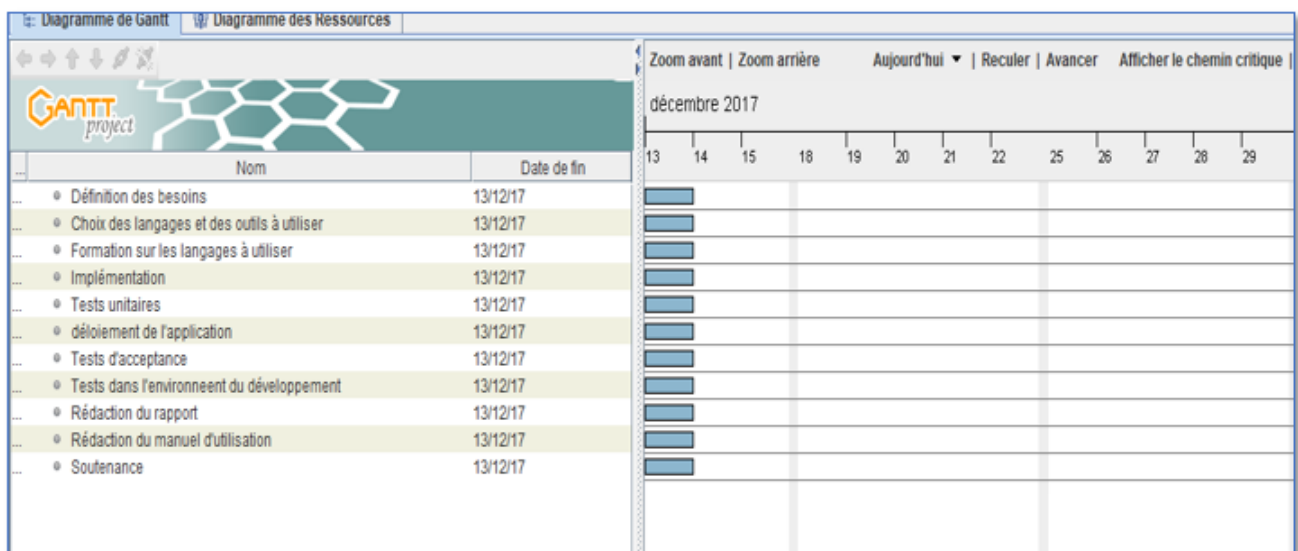 Diagramme de Gantt Diagramme des Ressources
Zoom avant | Zoom arrière Aujourd'hui ▼ | Reculer | Avancer Afficher le chemin critique |
GANTT
project
décembre 2017
13 14 15 18 19 20 21 22 25 26 27 28 29
... Nom Date de fin
... Définition des besoins 13/12/17
... Choix des langages et des outils à utiliser 13/12/17
... Formation sur les langages à utiliser 13/12/17
... Implémentation 13/12/17
... Tests unitaires 13/12/17
... déloiement de l'application 13/12/17
... Tests d'acceptance 13/12/17
... Tests dans l'environneent du développement 13/12/17
... Rédaction du rapport 13/12/17
... Rédaction du manuel d'utilisation 13/12/17
... Soutenance 13/12/17